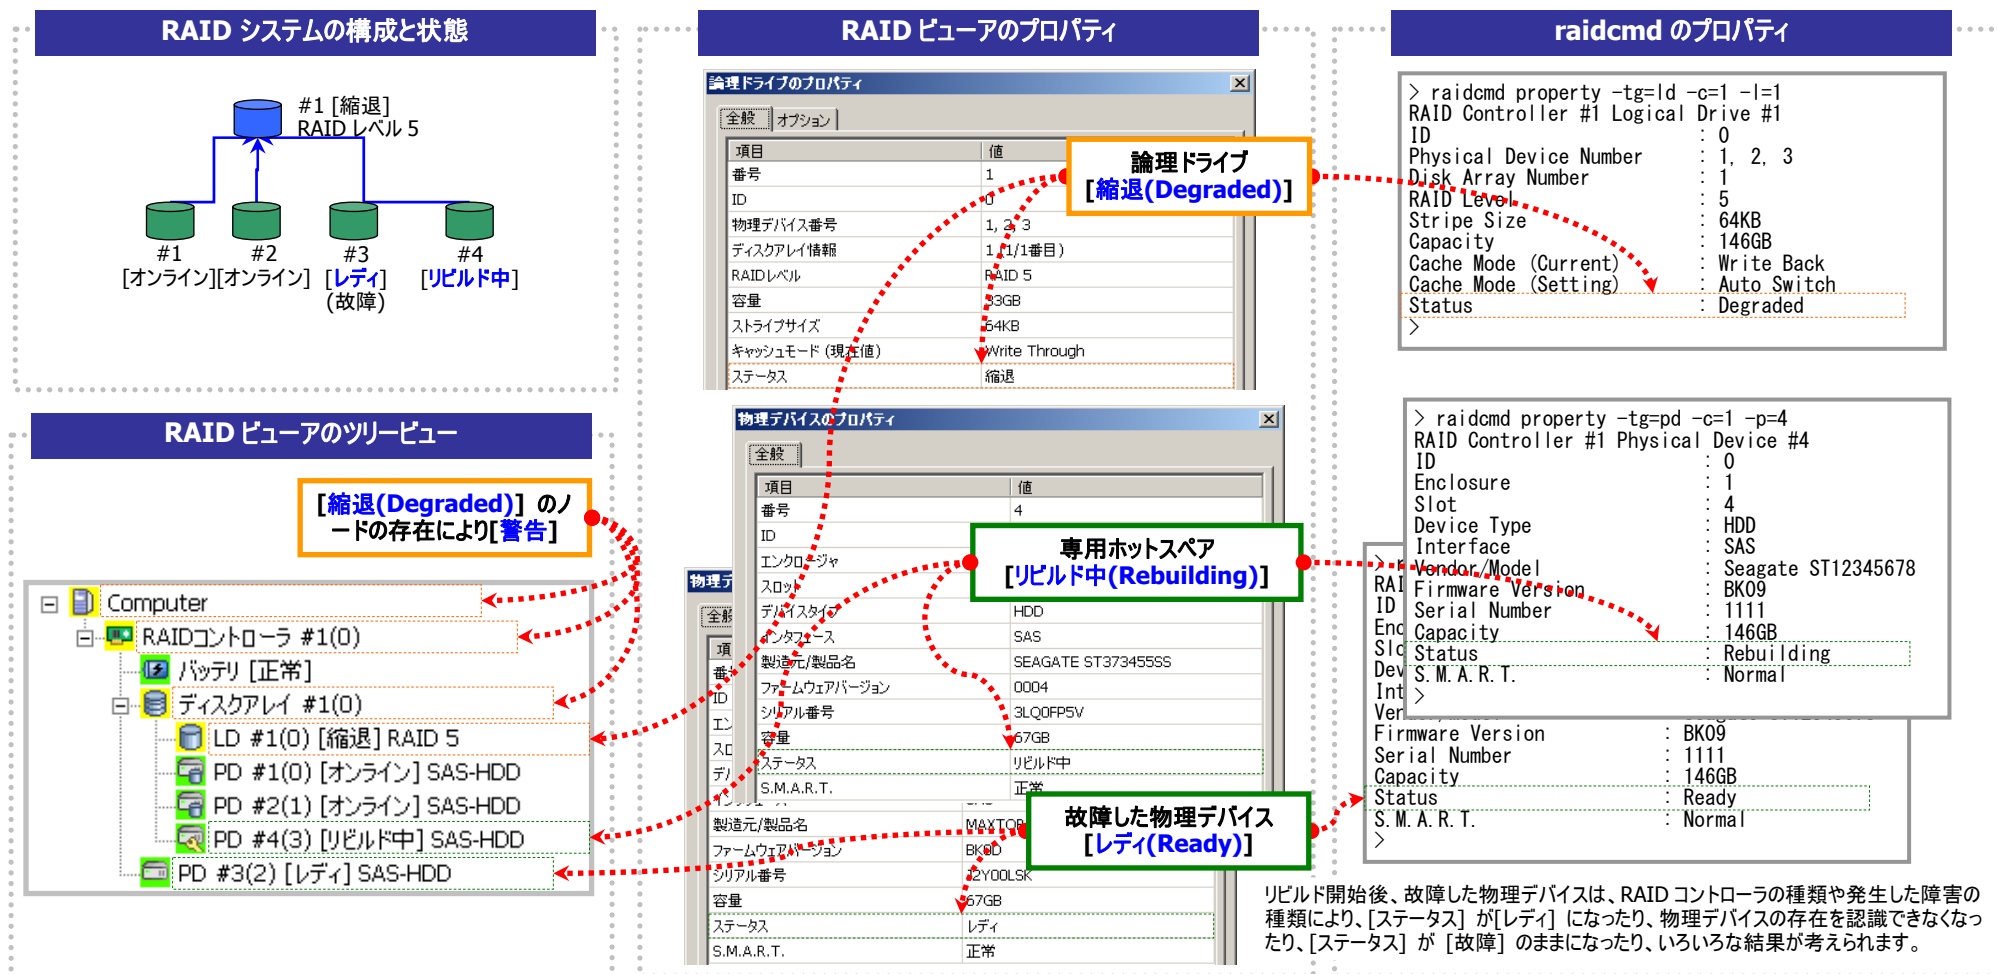 RAID システムの構成と状態
#1 [縮退]
RAID レベル 5
#1
#2
#3
#4
[オンライン][オンライン]
[レディ]
[リビルド中]
(故障)
RAID ビューアのツリービュー
[縮退(Degraded)] のノ
ードの存在により[警告]
Computer
RAIDコントローラ #1(0)
バッテリ [正常]
ディスクアレイ #1(0)
LD #1(0) [縮退] RAID 5
PD #1(0) [オンライン] SAS-HDD
PD #2(1) [オンライン] SAS-HDD
PD #4(3) [リビルド中] SAS-HDD
PD #3(2) [レディ] SAS-HDD
RAID ビューアのプロパティ
論理ドライブのプロパティ
全般 オプション
項目 値
番号 1
ID 0
物理デバイス番号 1, 2, 3
ディスクアレイ情報 1 (1/1番目)
RAIDレベル RAID 5
容量 33GB
ストライプサイズ 64KB
キャッシュモード (現在値) Write Through
ステータス 縮退
論理ドライブ
[縮退(Degraded)]
物理デバイスのプロパティ
全般
項目 値
番号 4
ID
エンクロージャ
スロット
デバイスタイプ HDD
インタフェース SAS
製造元/製品名 SEAGATE ST373455SS
ファームウェアバージョン 0004
シリアル番号 3LQ0FP5V
容量 67GB
ステータス リビルド中
S.M.A.R.T. 正常
専用ホットスペア
[リビルド中(Rebuilding)]
製造元/製品名 MAXTOR
ファームウェアバージョン BK0D
シリアル番号 J2Y00LSK
容量 67GB
ステータス レディ
S.M.A.R.T. 正常
故障した物理デバイス
[レディ(Ready)]
raidcmd のプロパティ
> raidcmd property -tg=ld -c=1 -l=1
RAID Controller #1 Logical Drive #1
ID : 0
Physical Device Number : 1, 2, 3
Disk Array Number : 1
RAID Level : 5
Stripe Size : 64KB
Capacity : 146GB
Cache Mode (Current) : Write Back
Cache Mode (Setting) : Auto Switch
Status : Degraded
>
> raidcmd property -tg=pd -c=1 -p=4
RAID Controller #1 Physical Device #4
ID : 0
Enclosure : 1
Slot : 4
Device Type : HDD
Interface : SAS
Vendor/Model : Seagate ST12345678
Firmware Version : BK09
Serial Number : 1111
Capacity : 146GB
Status : Rebuilding
S.M.A.R.T. : Normal
>
Firmware Version : BK09
Serial Number : 1111
Capacity : 146GB
Status : Ready
S.M.A.R.T. : Normal
>
リビルド開始後、故障した物理デバイスは、RAID コントローラの種類や発生した障害の
種類により、[ステータス] が[レディ] になったり、物理デバイスの存在を認識できなくなっ
たり、[ステータス] が [故障] のままになったり、いろいろな結果が考えられます。